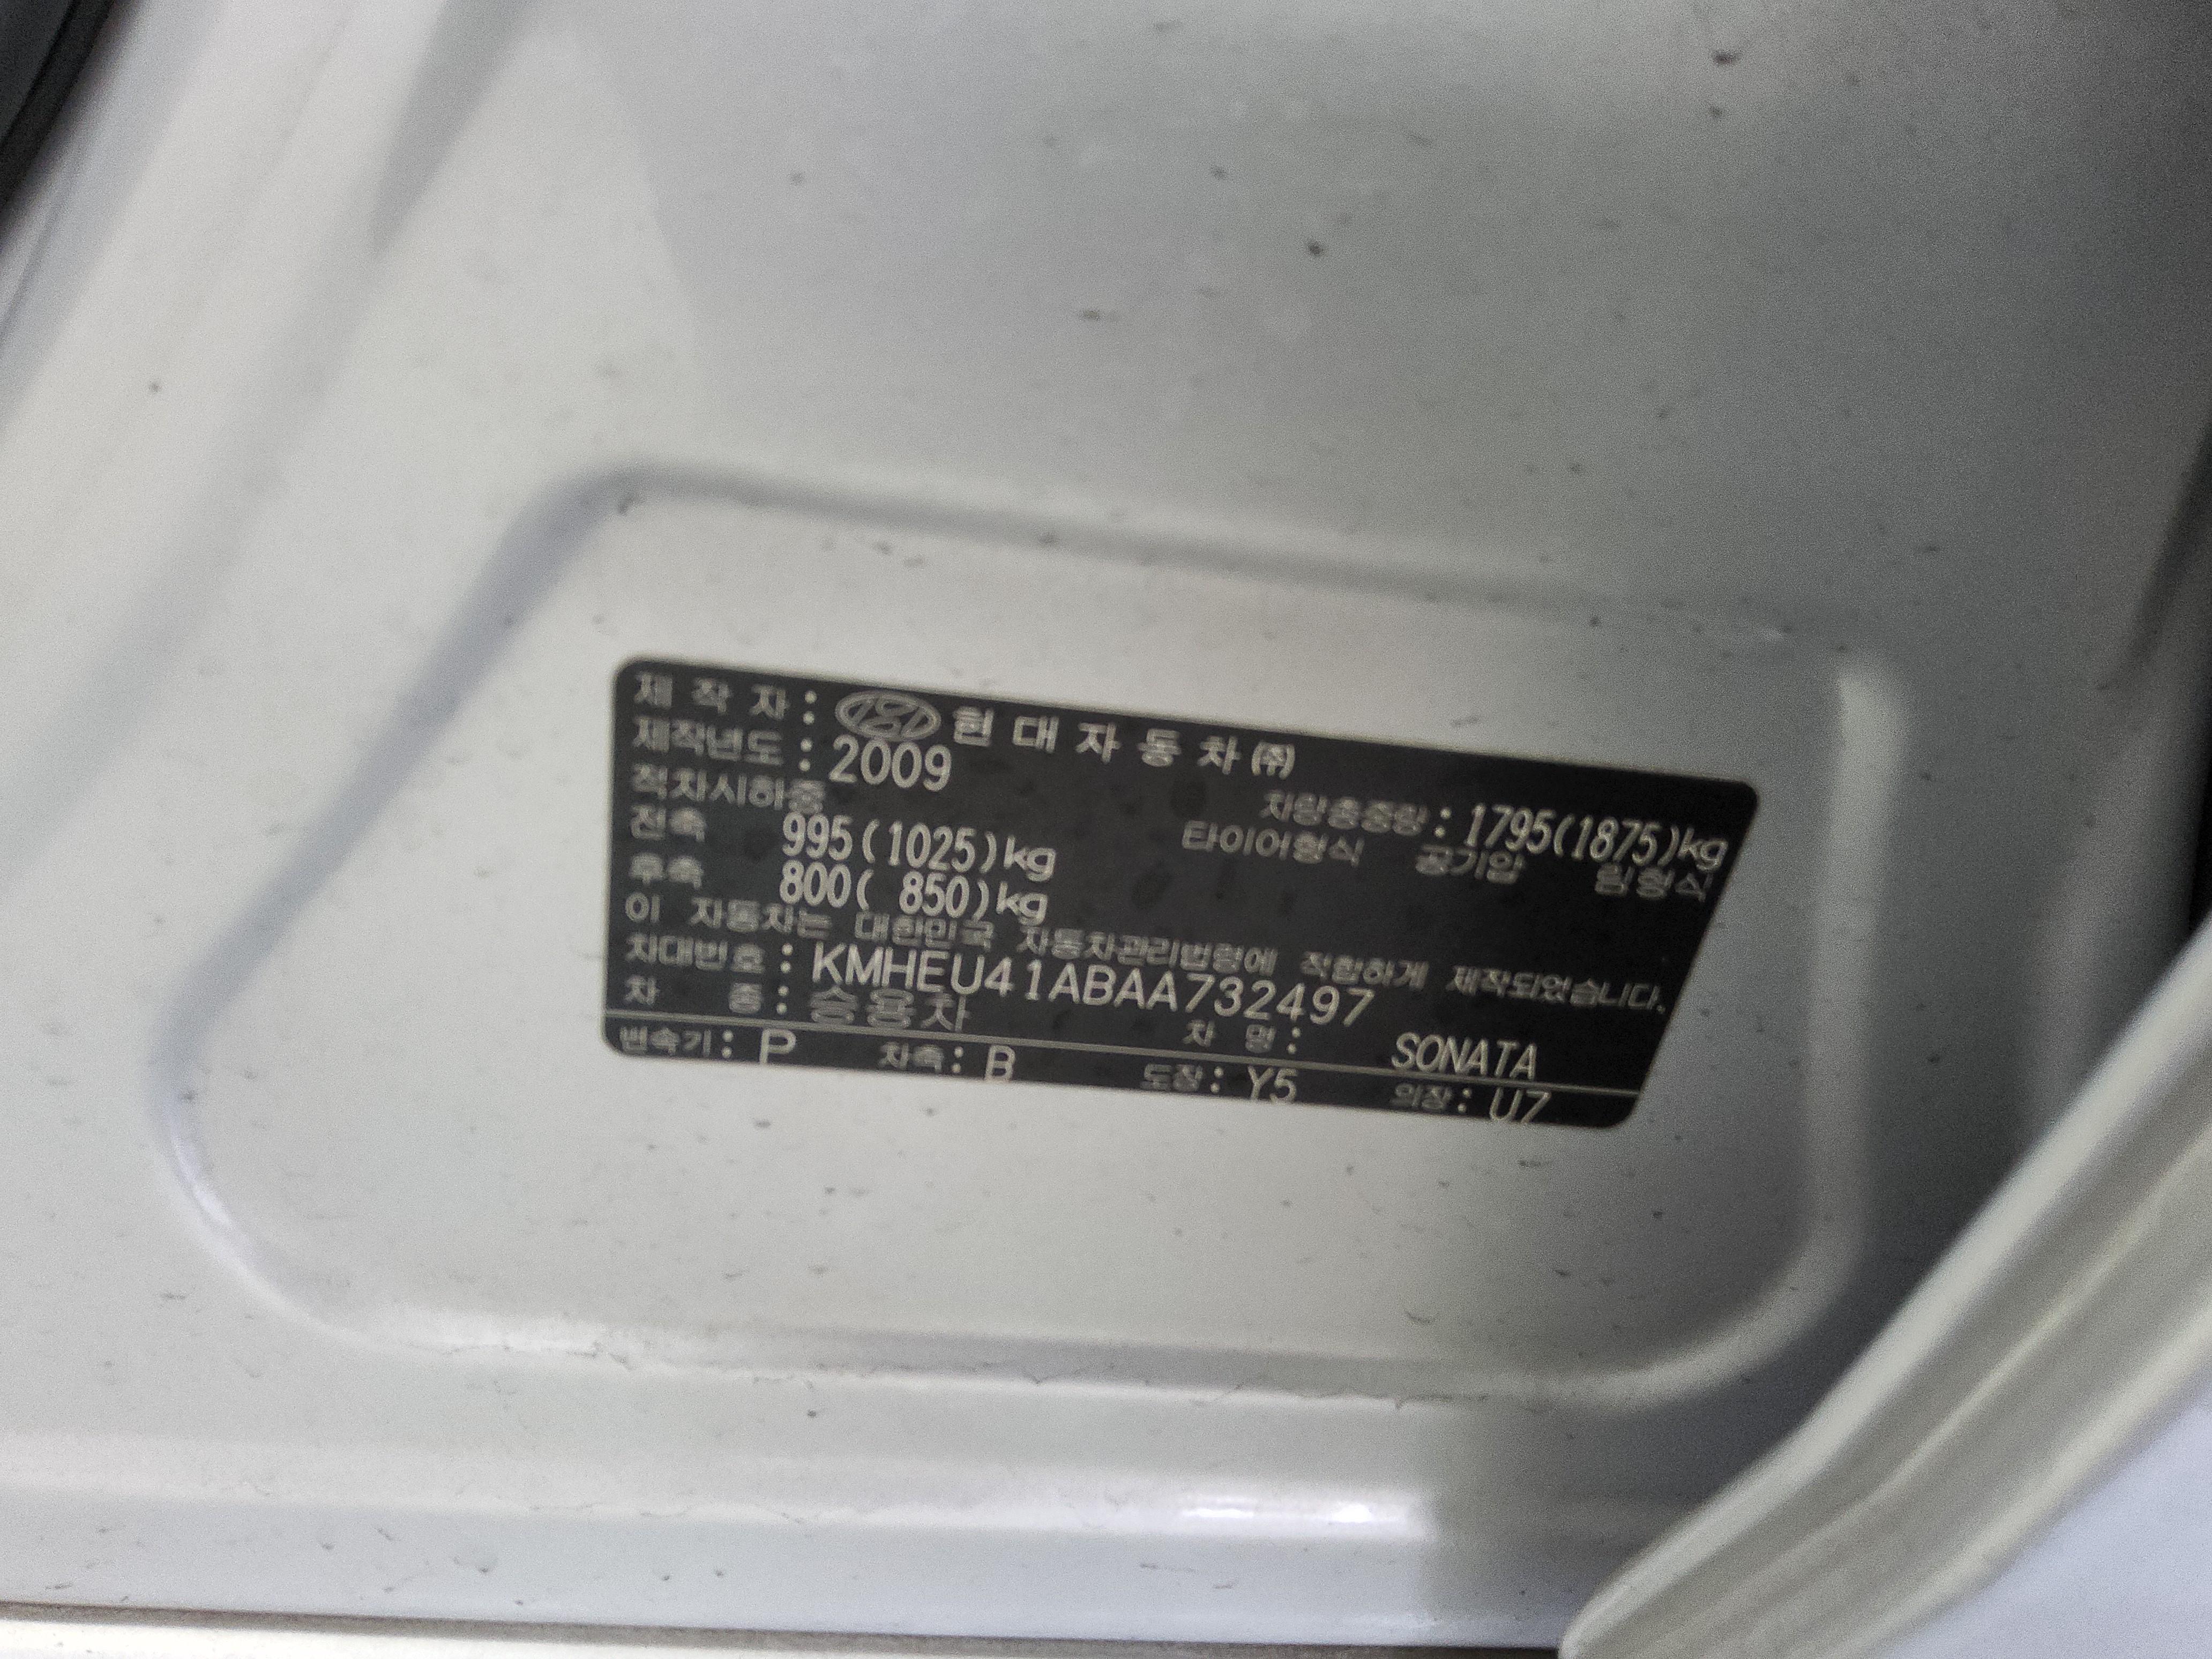 제 작 자 : 현 대 자 동 차 ㈜
제작년도 : 2009
적차시하중 차량총중량 : 1795(1875)kg
전축 995(1025)kg 타이어형식 공기압 림형식
후축 800( 850)kg
이 자동차는 대한민국 자동차관리법령에 적합하게 제작되었습니다.
차대번호 : KMHEU41ABAA732497
차 종 : 승용차 차 명 : SONATA
변속기 : P 차축 : B 도장 : Y5 의장 : U7